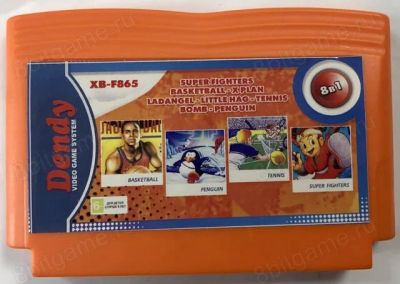 XB-F865
SUPER FIGHTERS
BASKETBALL - X PLAN
LADANGEL - LITTLE HAG - TENNIS
BOMB - PENGUIN
8 В 1
Dendy
VIDEO GAME SYSTEM
BASKETBALL
PENGUIN
TENNIS
SUPER FIGHTERS
8bitgame.ru